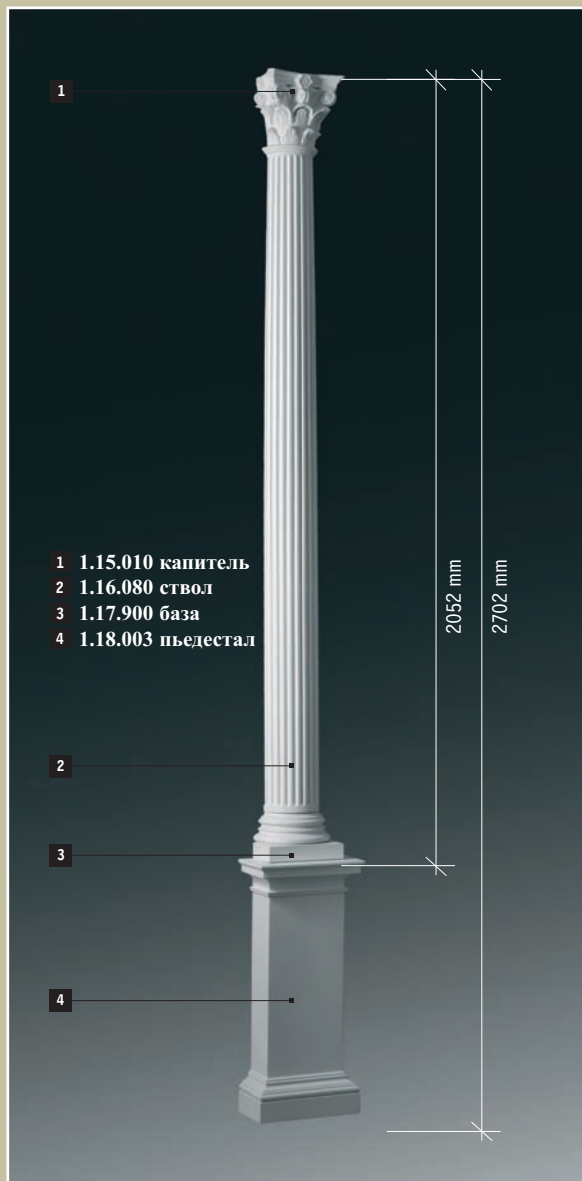 1
1 1.15.010 капитель
2 1.16.080 ствол
3 1.17.900 база
4 1.18.003 пьедестал
2052 mm
2702 mm
2
3
4